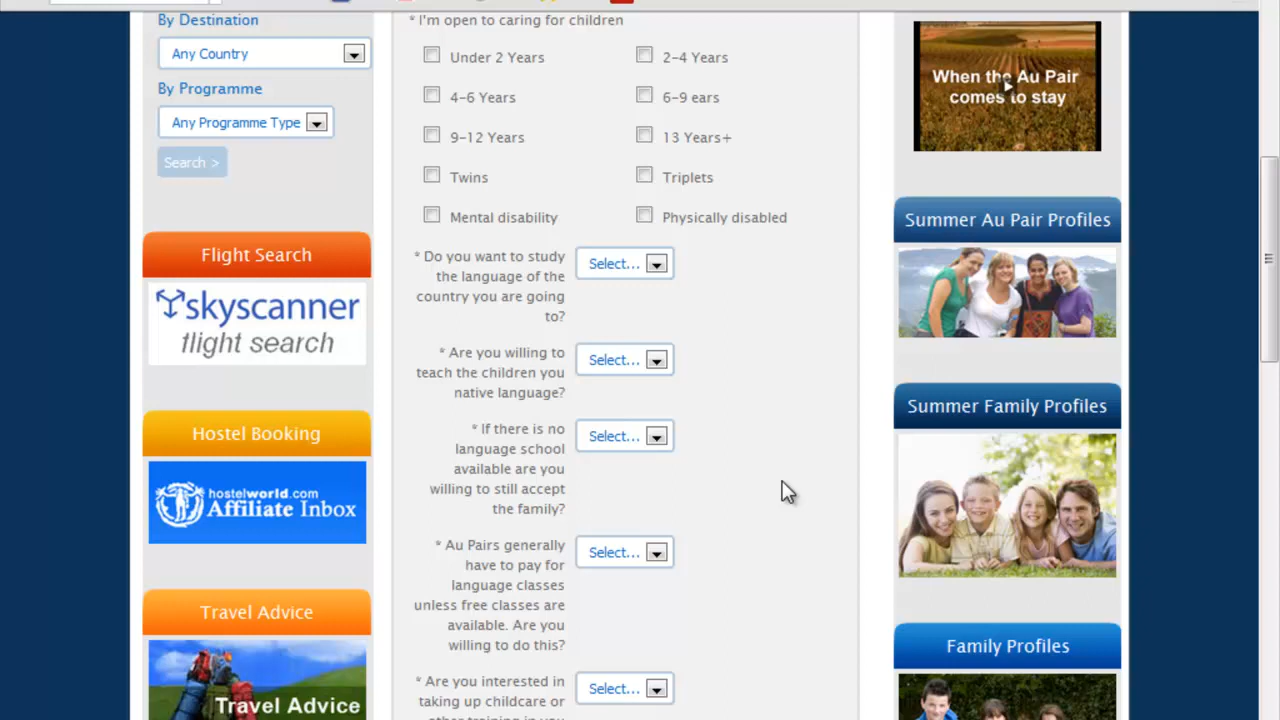 By Destination
Any Country
By Programme
Any Programme Type
Search >
Flight Search
skyscanner
flight search
Hostel Booking
hostelworld.com
Affiliate Inbox
Travel Advice
Travel Advice
* I'm open to caring for children
Under 2 Years
2-4 Years
4-6 Years
6-9 ears
9-12 Years
13 Years+
Twins
Triplets
Mental disability
Physically disabled
* Do you want to study
the language of the
country you are going
to?
Select...
* Are you willing to
teach the children you
native language?
Select...
* If there is no
language school
available are you
willing to still accept
the family?
Select...
* Au Pairs generally
have to pay for
language classes
unless free classes are
available. Are you
willing to do this?
Select...
* Are you interested in
taking up childcare or
other training in you
Select...
When the Au Pair
comes to stay
Summer Au Pair Profiles
Summer Family Profiles
Family Profiles